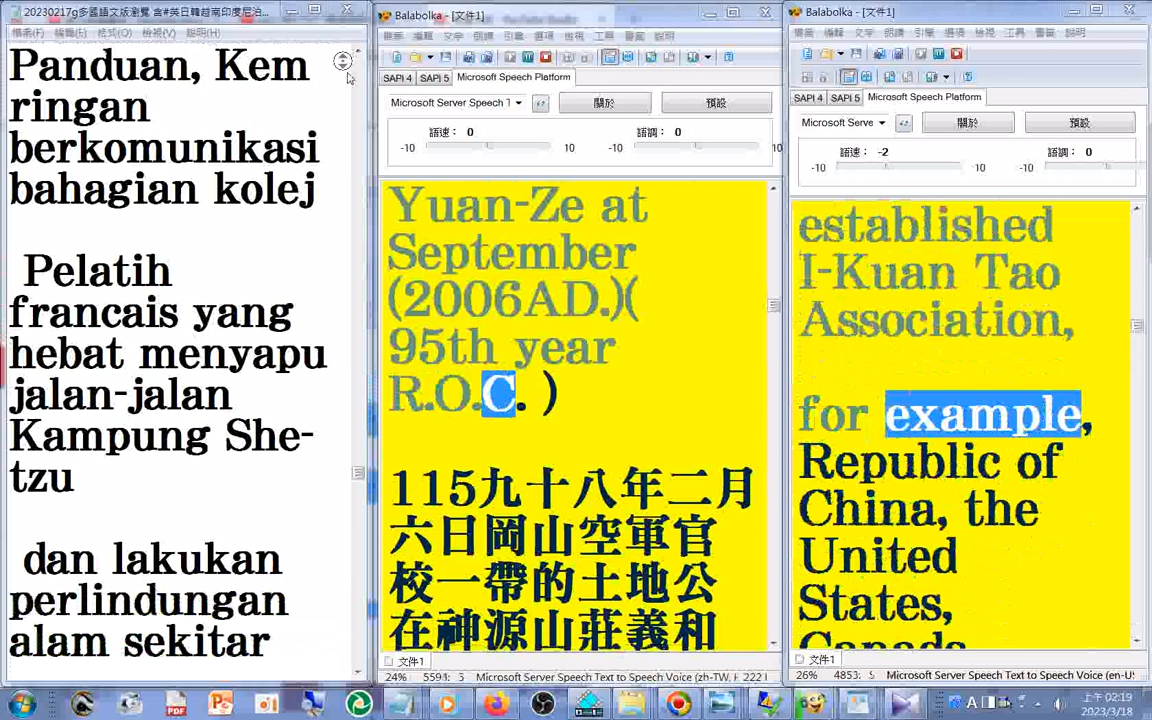 20230217g多國語文版瀏覽 含#英日韓越南印度尼泊...
檔案(F) 編輯(E) 格式(O) 檢視(V) 說明(H)
Panduan, Kem
ringan
berkomunikasi
bahagian kolej
Pelatih
francais yang
hebat menyapu
jalan-jalan
Kampung She-
tzu
dan lakukan
perlindungan
alam sekitar
Balabolka - [文件1]
SAPI 4 SAPI 5 Microsoft Speech Platform
Microsoft Server Speech T
關於
預設
語速： 0
語調： 0
-10 10 -10 10
Yuan-Ze at
September
(2006AD.)(
95th year
R.O.C. )
115九十八年二月
六日岡山空軍官
校一帶的土地公
在神源山莊義和
文件1
24% 559 : 3 Microsoft Server Speech Text to Speech Voice (zh-TW, H 222 I
Balabolka - [文件1]
SAPI 4 SAPI 5 Microsoft Speech Platform
Microsoft Serve
關於
預設
語速： -2
語調： 0
-10 10 -10
established
I-Kuan Tao
Association,
for example,
Republic of
China, the
United
States,
Canada
文件1
26% 4853: 5 Microsoft Server Speech Text to Speech Voice (en-US
上午 02:19
2023/3/18